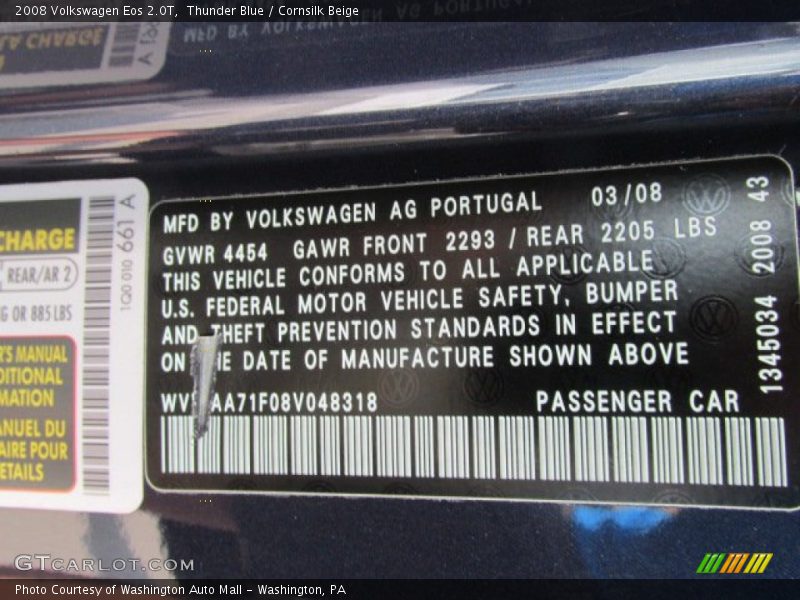 2008 Volkswagen Eos 2.0T, Thunder Blue / Cornsilk Beige
MFD BY VOLKSWAGEN AG PORTUGAL 03/08
GVWR 4454 GAWR FRONT 2293 / REAR 2205 LBS
THIS VEHICLE CONFORMS TO ALL APPLICABLE
U.S. FEDERAL MOTOR VEHICLE SAFETY, BUMPER
AND THEFT PREVENTION STANDARDS IN EFFECT
ON THE DATE OF MANUFACTURE SHOWN ABOVE
AA71F08V048318 PASSENGER CAR
1345034 2008 43
CHARGE
REAR/AR 2
OR 885 LBS
1Q0 010 661 A
MANUAL
POUR
GTCARLOT.COM
Photo Courtesy of Washington Auto Mall - Washington, PA